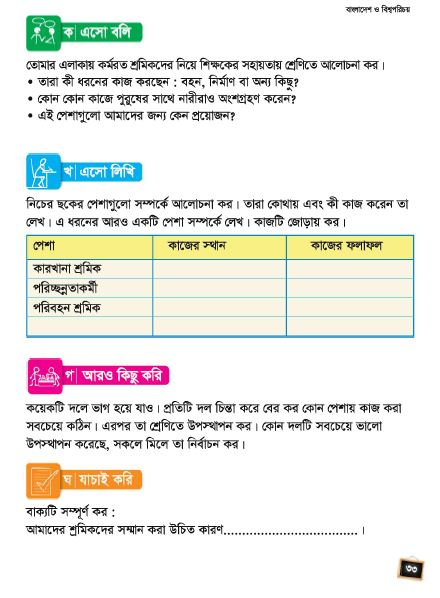 বাংলাদেশ ও বিশ্বপরিচয়
ক এসো বলি
তোমার এলাকায় কর্মরত শ্রমিকদের নিয়ে শিক্ষকের সহায়তায় শ্রেণিতে আলোচনা কর।
• তারা কী ধরনের কাজ করছেন : বহন, নির্মাণ বা অন্য কিছু?
• কোন কোন কাজে পুরুষের সাথে নারীরাও অংশগ্রহণ করেন?
• এই পেশাগুলো আমাদের জন্য কেন প্রয়োজন?
খ এসো লিখি
নিচের ছকের পেশাগুলো সম্পর্কে আলোচনা কর। তারা কোথায় এবং কী কাজ করেন তা
লেখ। এ ধরনের আরও একটি পেশা সম্পর্কে লেখ। কাজটি জোড়ায় কর।
পেশা কাজের স্থান কাজের ফলাফল
কারখানা শ্রমিক
পরিচ্ছন্নতাকর্মী
পরিবহন শ্রমিক
গ আরও কিছু করি
কয়েকটি দলে ভাগ হয়ে যাও। প্রতিটি দল চিন্তা করে বের কর কোন পেশায় কাজ করা
সবচেয়ে কঠিন। এরপর তা শ্রেণিতে উপস্থাপন কর। কোন দলটি সবচেয়ে ভালো
উপস্থাপন করেছে, সকলে মিলে তা নির্বাচন কর।
ঘ যাচাই করি
বাক্যটি সম্পূর্ণ কর :
আমাদের শ্রমিকদের সম্মান করা উচিত কারণ....................................।
৩৩